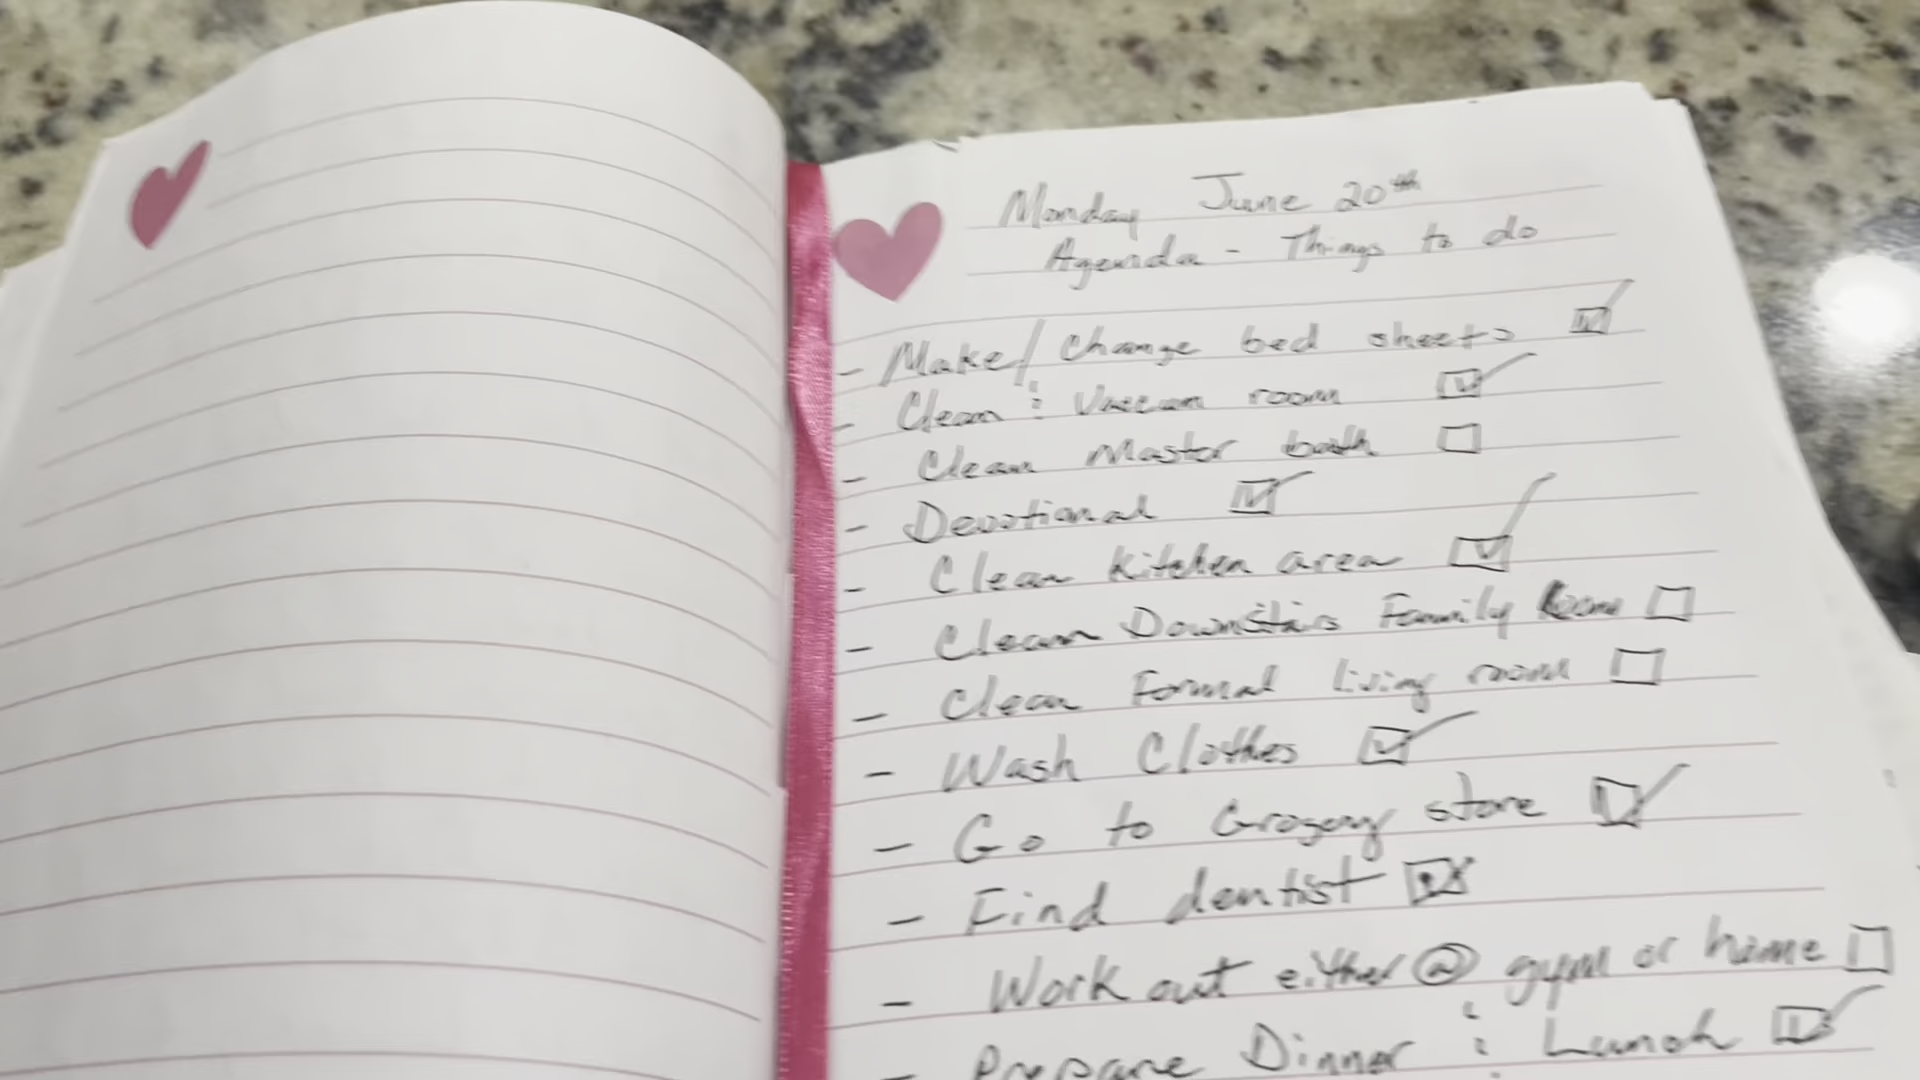 Monday June 20th
Agenda - Things to do
- Make/Change bed sheets ☑
- Clean & Vaccum room ☑
- Clean Master bath ☐
- Devotional ☑
- Clean Kitchen area ☑
- Clean Downstairs Family Room ☐
- Clean Formal living room ☐
- Wash Clothes ☑
- Go to Grogery store ☑
- Find dentist ☒
- Work out either @ gym or home ☐
- Prepare Dinner & Lunch ☑